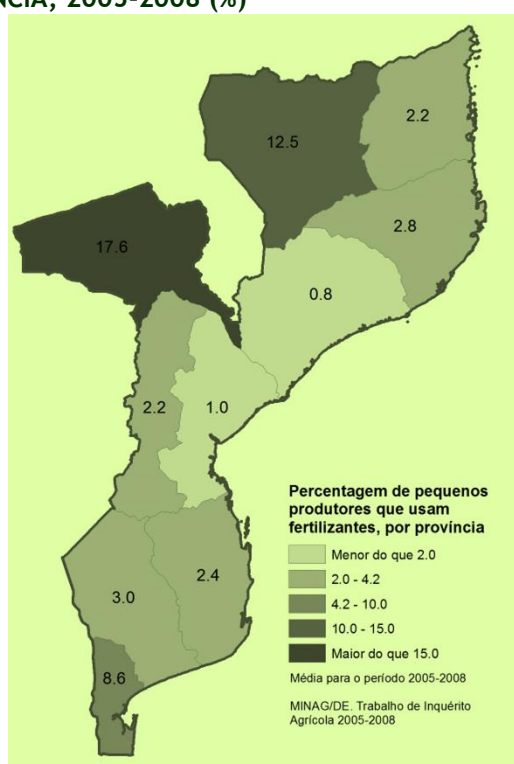 NCIA, 2005-2008 (%)
2.2
12.5
2.8
17.6
0.8
2.2
1.0
Percentagem de pequenos
produtores que usam
fertilizantes, por província
Menor do que 2.0
2.0 - 4.2
4.2 - 10.0
10.0 - 15.0
Maior do que 15.0
2.4
3.0
8.6
Média para o período 2005-2008
MINAG/DE. Trabalho de Inquérito
Agrícola 2005-2008